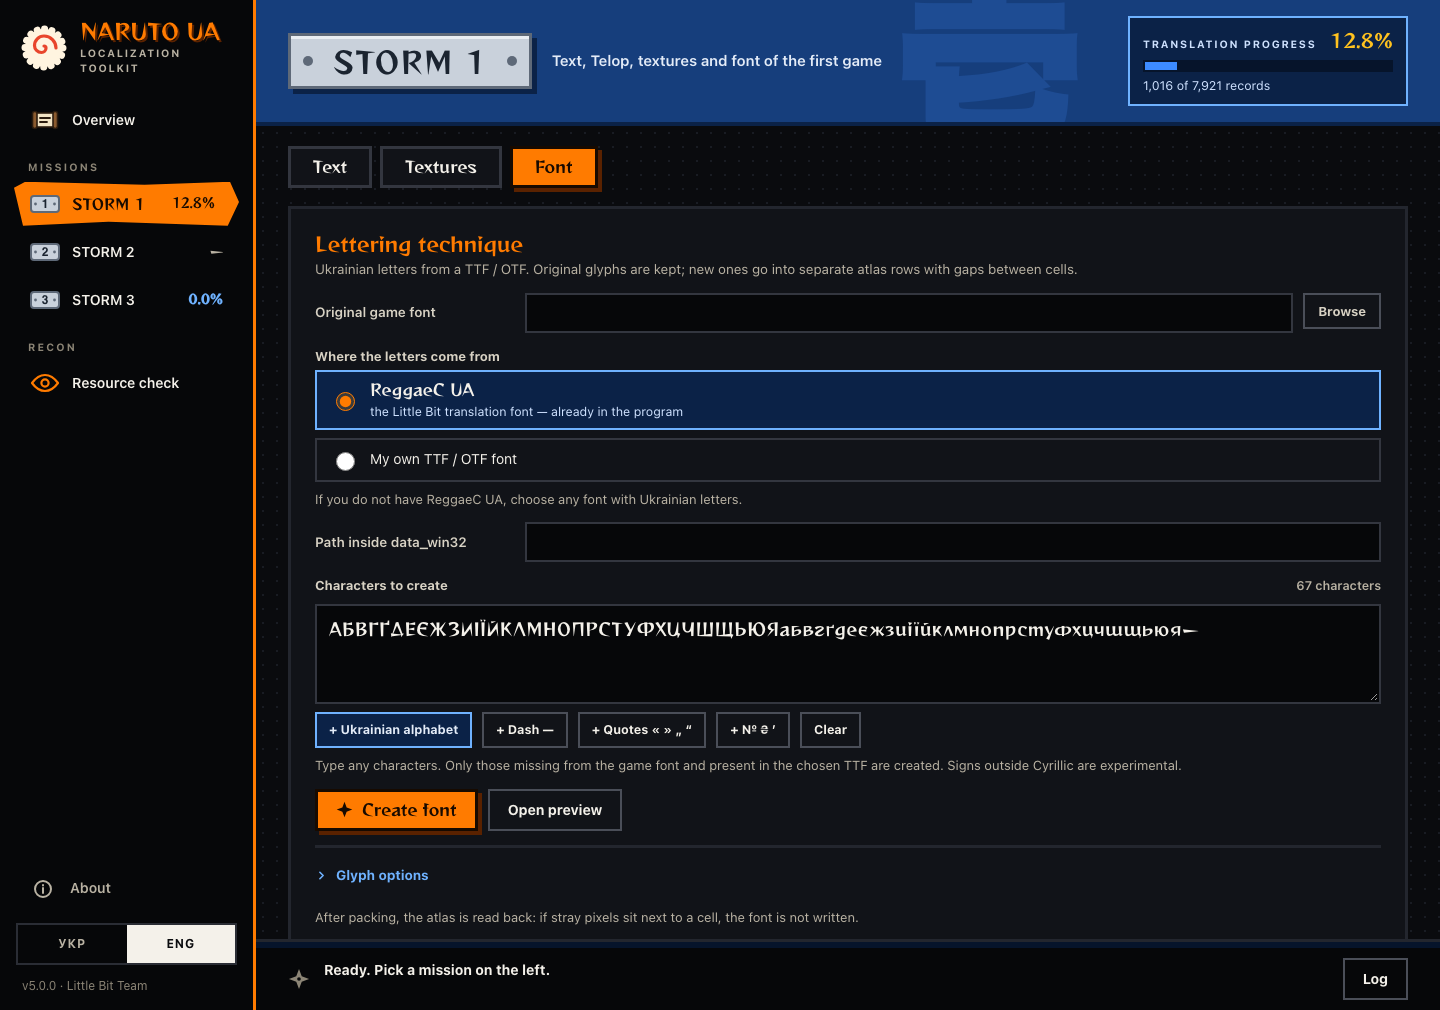 NARUTO UA
LOCALIZATION
TOOLKIT
Overview
MISSIONS
1 STORM 1 12.8%
2 STORM 2 —
3 STORM 3 0.0%
RECON
Resource check
About
УКР ENG
v5.0.0 · Little Bit Team
STORM 1
Text, Telop, textures and font of the first game
TRANSLATION PROGRESS 12.8%
1,016 of 7,921 records
Text Textures Font
Lettering technique
Ukrainian letters from a TTF / OTF. Original glyphs are kept; new ones go into separate atlas rows with gaps between cells.
Original game font Browse
Where the letters come from
ReggaeC UA
the Little Bit translation font — already in the program
My own TTF / OTF font
If you do not have ReggaeC UA, choose any font with Ukrainian letters.
Path inside data_win32
Characters to create 67 characters
АБВГҐДЕЄЖЗИІЇЙКЛМНОПРСТУФХЦЧШЩЬЮЯабвгґдеєжзиіїйклмнопрстуфхцчшщьюя—
+ Ukrainian alphabet + Dash — + Quotes « » „ “ + № ₴ ʼ Clear
Type any characters. Only those missing from the game font and present in the chosen TTF are created. Signs outside Cyrillic are experimental.
✦ Create font Open preview
› Glyph options
After packing, the atlas is read back: if stray pixels sit next to a cell, the font is not written.
Ready. Pick a mission on the left.
Log